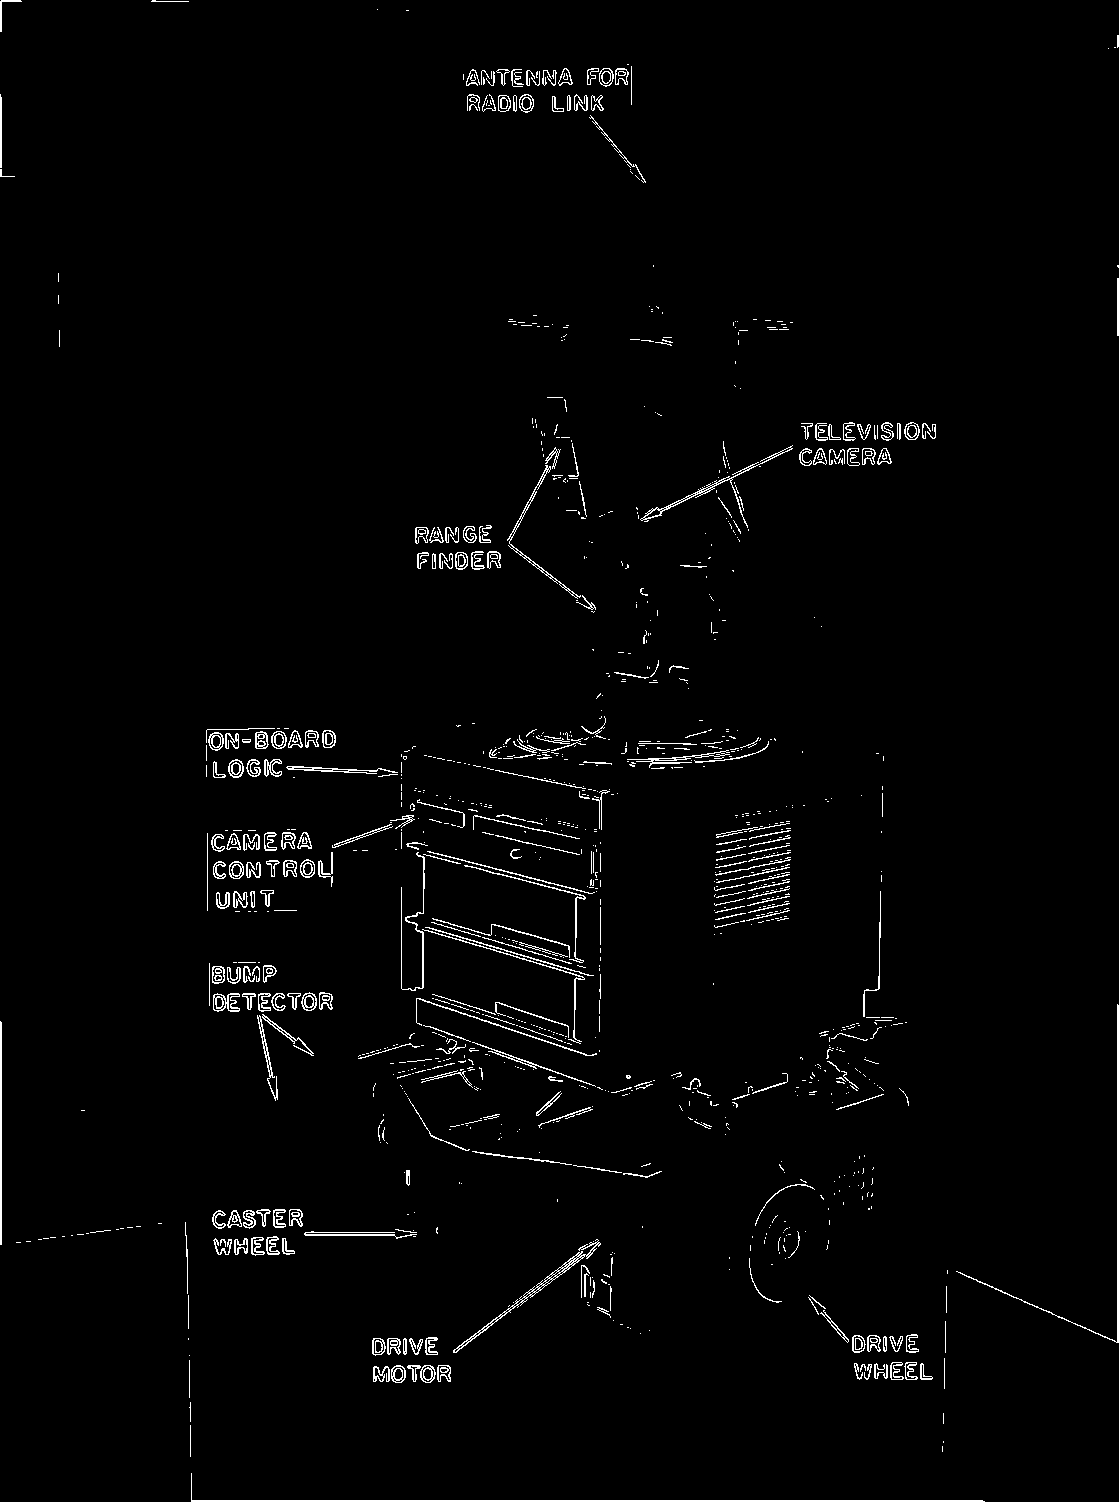 ANTENNA FOR
RADIO LINK
TELEVISION
CAMERA
RANGE
FINDER
ON-BOARD
LOGIC
CAMERA
CONTROL
UNIT
BUMP
DETECTOR
CASTER
WHEEL
DRIVE
MOTOR
DRIVE
WHEEL